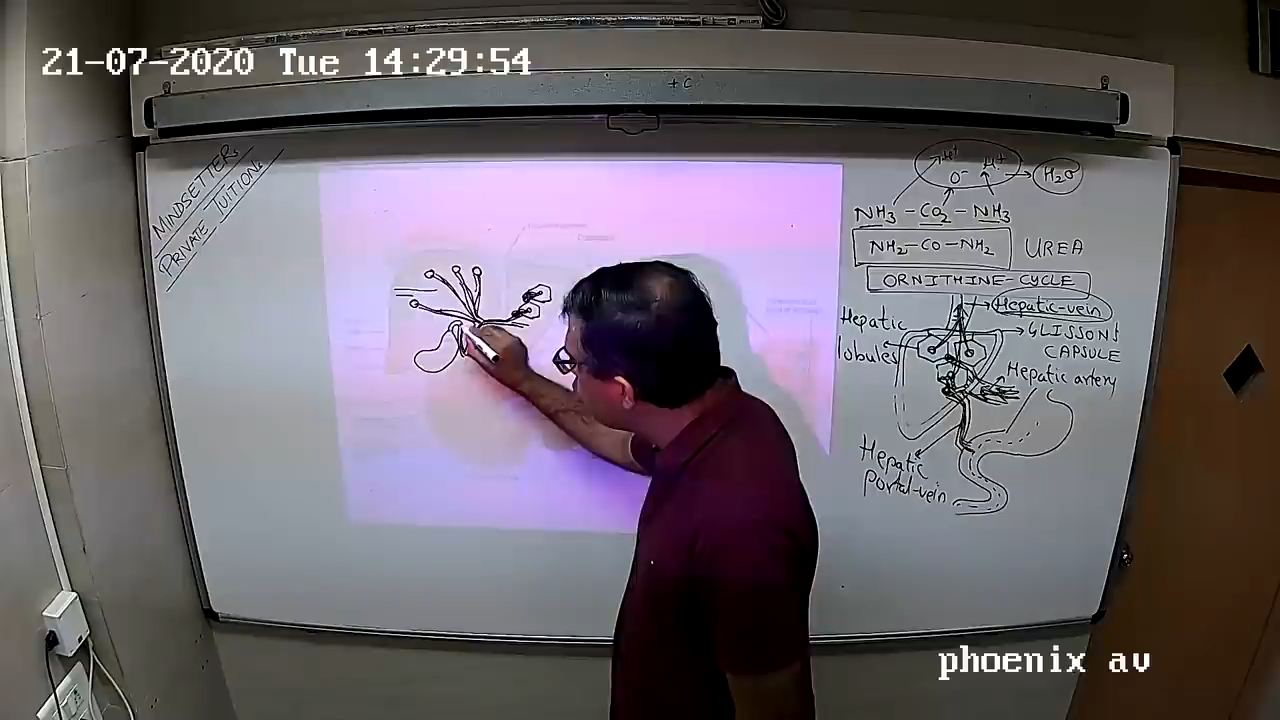 21-07-2020 Tue 14:29:54
MINDSETTERS
PRIVATE TUITIONS
H+ H+
O-
H2O
NH3 - CO2 - NH3
NH2 - CO - NH2 UREA
ORNITHINE-CYCLE
Hepatic-vein
Hepatic
lobules
GLISSON'S
CAPSULE
Hepatic artery
Hepatic
portal-vein
phoenix av